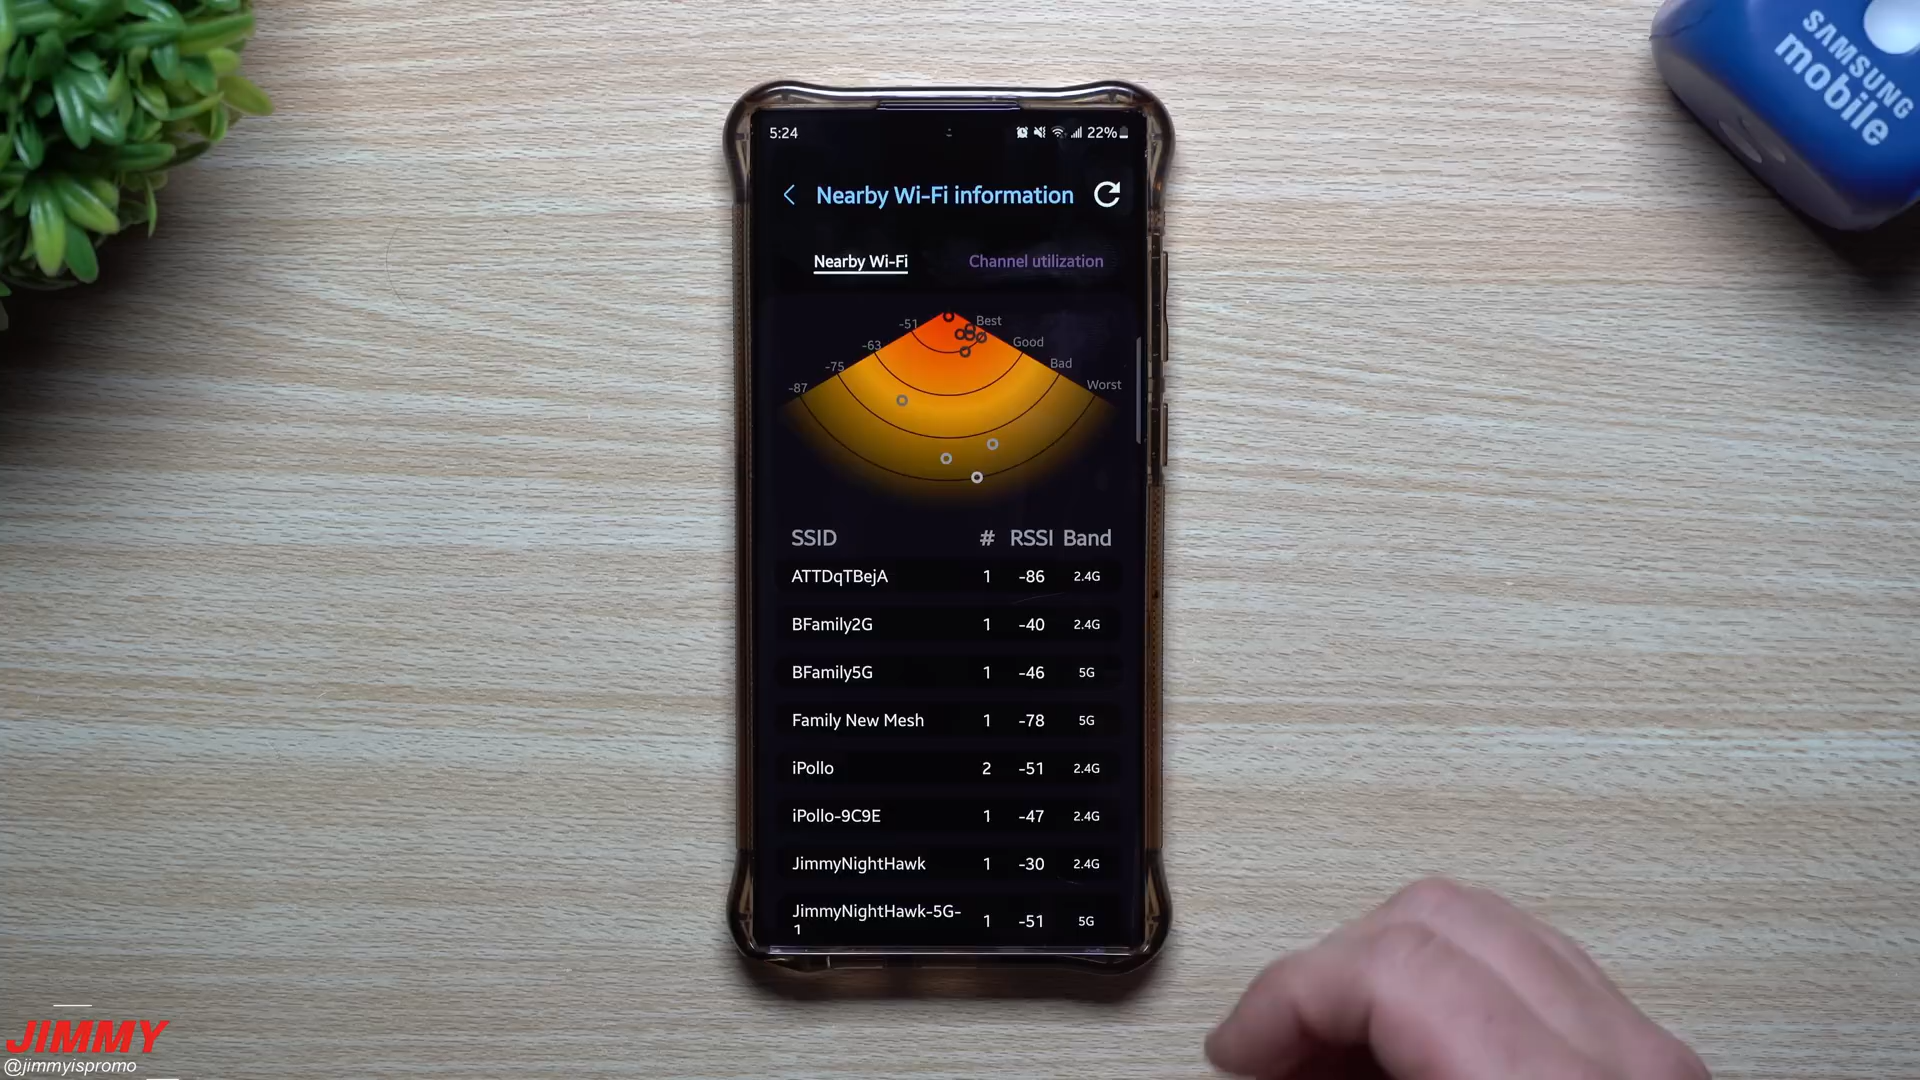 SAMSUNG
mobile
5:24
22%
Nearby Wi-Fi information
Nearby Wi-Fi
Channel utilization
-51
Best
-63
Good
-75
Bad
-87
Worst
SSID # RSSI Band
ATTDqTBejA 1 -86 2.4G
BFamily2G 1 -40 2.4G
BFamily5G 1 -46 5G
Family New Mesh 1 -78 5G
iPollo 2 -51 2.4G
iPollo-9C9E 1 -47 2.4G
JimmyNightHawk 1 -30 2.4G
JimmyNightHawk-5G- 1 -51 5G
1
JIMMY
@jimmyispromo